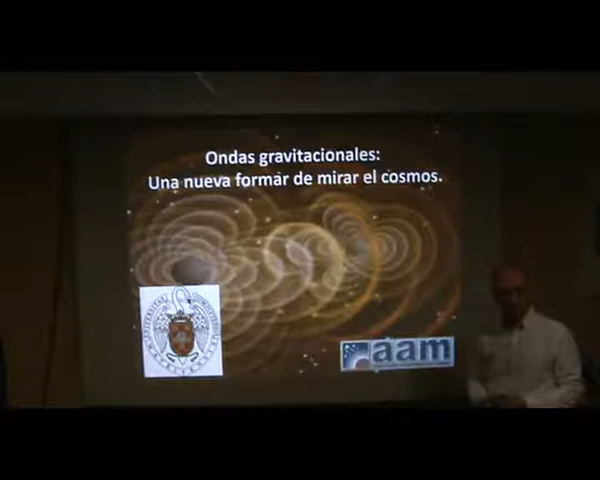 Ondas gravitacionales:
Una nueva formar de mirar el cosmos.
aam